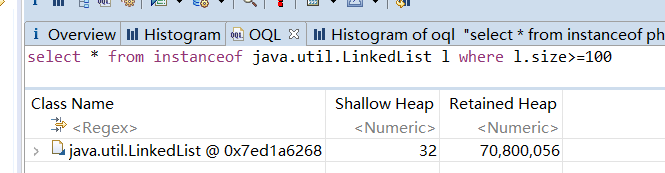 i Overview Histogram OQL Histogram of oql "select * from instanceof ph
select * from instanceof java.util.LinkedList l where l.size>=100
Class Name Shallow Heap Retained Heap
<Regex> <Numeric> <Numeric>
java.util.LinkedList @ 0x7ed1a6268 32 70,800,056